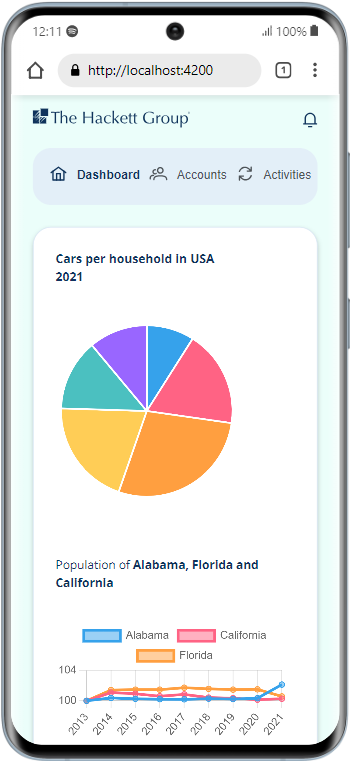 12:11 100%
http://localhost:4200 1
The Hackett Group®
Dashboard Accounts Activities
Cars per household in USA
2021
Population of Alabama, Florida and
California
Alabama California
Florida
104
100
2013 2014 2015 2016 2017 2018 2019 2020 2021